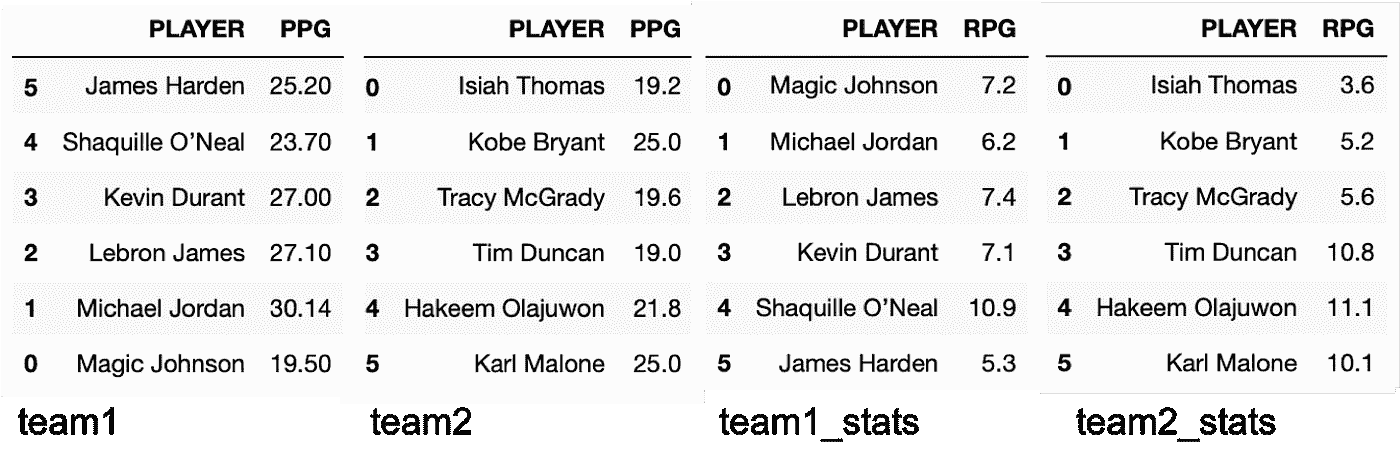 PLAYER PPG PLAYER PPG PLAYER RPG PLAYER RPG
5 James Harden 25.20 0 Isiah Thomas 19.2 0 Magic Johnson 7.2 0 Isiah Thomas 3.6
4 Shaquille O’Neal 23.70 1 Kobe Bryant 25.0 1 Michael Jordan 6.2 1 Kobe Bryant 5.2
3 Kevin Durant 27.00 2 Tracy McGrady 19.6 2 Lebron James 7.4 2 Tracy McGrady 5.6
2 Lebron James 27.10 3 Tim Duncan 19.0 3 Kevin Durant 7.1 3 Tim Duncan 10.8
1 Michael Jordan 30.14 4 Hakeem Olajuwon 21.8 4 Shaquille O’Neal 10.9 4 Hakeem Olajuwon 11.1
0 Magic Johnson 19.50 5 Karl Malone 25.0 5 James Harden 5.3 5 Karl Malone 10.1
team1 team2 team1_stats team2_stats